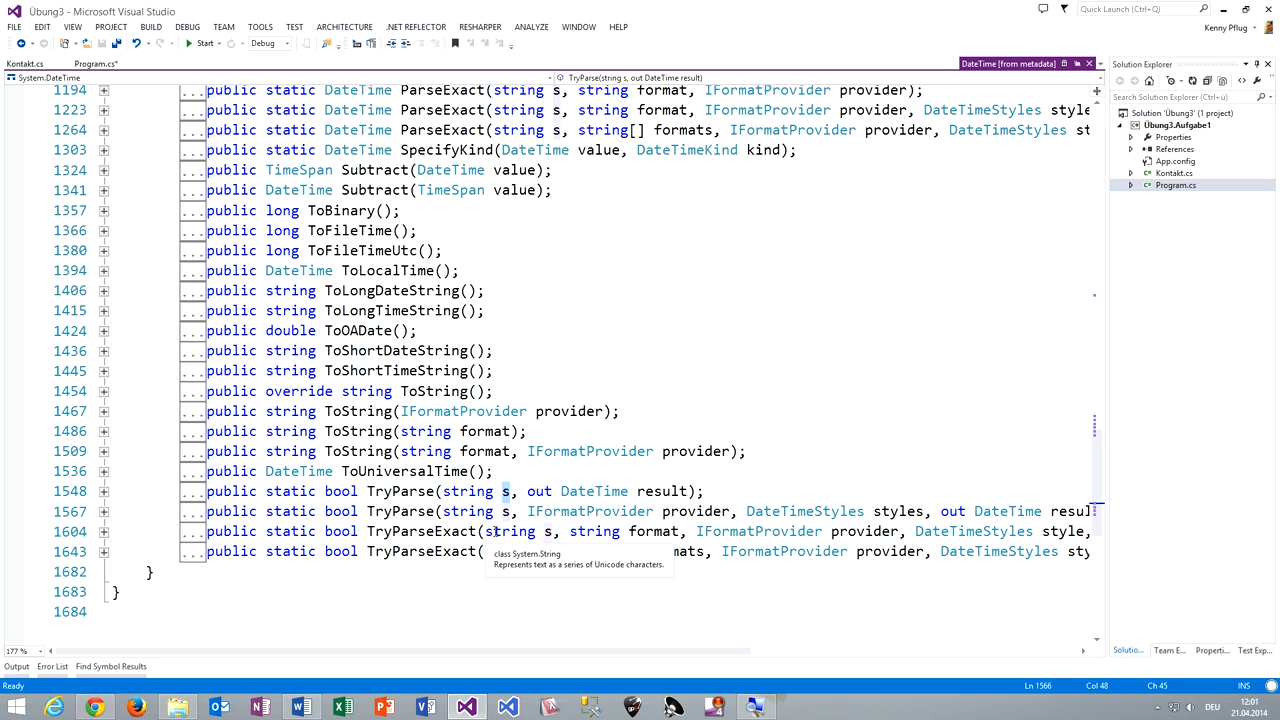 Übung3 - Microsoft Visual Studio
Quick Launch (Ctrl+Q)
FILE EDIT VIEW PROJECT BUILD DEBUG TEAM TOOLS TEST ARCHITECTURE .NET REFLECTOR RESHARPER ANALYZE WINDOW HELP
Kenny Pflug
Start Debug
Kontakt.cs Program.cs* DateTime [from metadata]
System.DateTime TryParse(string s, out DateTime result)
1194 ...public static DateTime ParseExact(string s, string format, IFormatProvider provider);
1223 ...public static DateTime ParseExact(string s, string format, IFormatProvider provider, DateTimeStyles style
1264 ...public static DateTime ParseExact(string s, string[] formats, IFormatProvider provider, DateTimeStyles st
1303 ...public static DateTime SpecifyKind(DateTime value, DateTimeKind kind);
1324 ...public TimeSpan Subtract(DateTime value);
1341 ...public DateTime Subtract(TimeSpan value);
1357 ...public long ToBinary();
1366 ...public long ToFileTime();
1380 ...public long ToFileTimeUtc();
1394 ...public DateTime ToLocalTime();
1406 ...public string ToLongDateString();
1415 ...public string ToLongTimeString();
1424 ...public double ToOADate();
1436 ...public string ToShortDateString();
1445 ...public string ToShortTimeString();
1454 ...public override string ToString();
1467 ...public string ToString(IFormatProvider provider);
1486 ...public string ToString(string format);
1509 ...public string ToString(string format, IFormatProvider provider);
1536 ...public DateTime ToUniversalTime();
1548 ...public static bool TryParse(string s, out DateTime result);
1567 ...public static bool TryParse(string s, IFormatProvider provider, DateTimeStyles styles, out DateTime resul
1604 ...public static bool TryParseExact(string s, string format, IFormatProvider provider, DateTimeStyles style,
1643 ...public static bool TryParseExact( mats, IFormatProvider provider, DateTimeStyles sty
class System.String
Represents text as a series of Unicode characters.
1682 }
1683 }
1684
177 %
Solution Explorer
Search Solution Explorer (Ctrl+ü)
Solution 'Übung3' (1 project)
Übung3.Aufgabe1
Properties
References
App.config
Kontakt.cs
Program.cs
Solutio... Team E... Properti... Test Exp...
Output Error List Find Symbol Results
Ready Ln 1566 Col 48 Ch 45 INS
DEU
12:01
21.04.2014